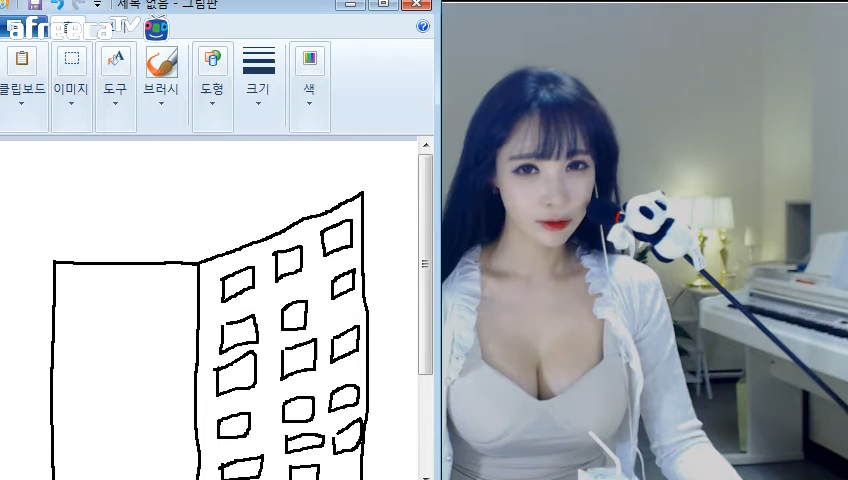 제목 없음 - 그림판
afreecaTV
클립보드 이미지 도구 브러시 도형 크기 색